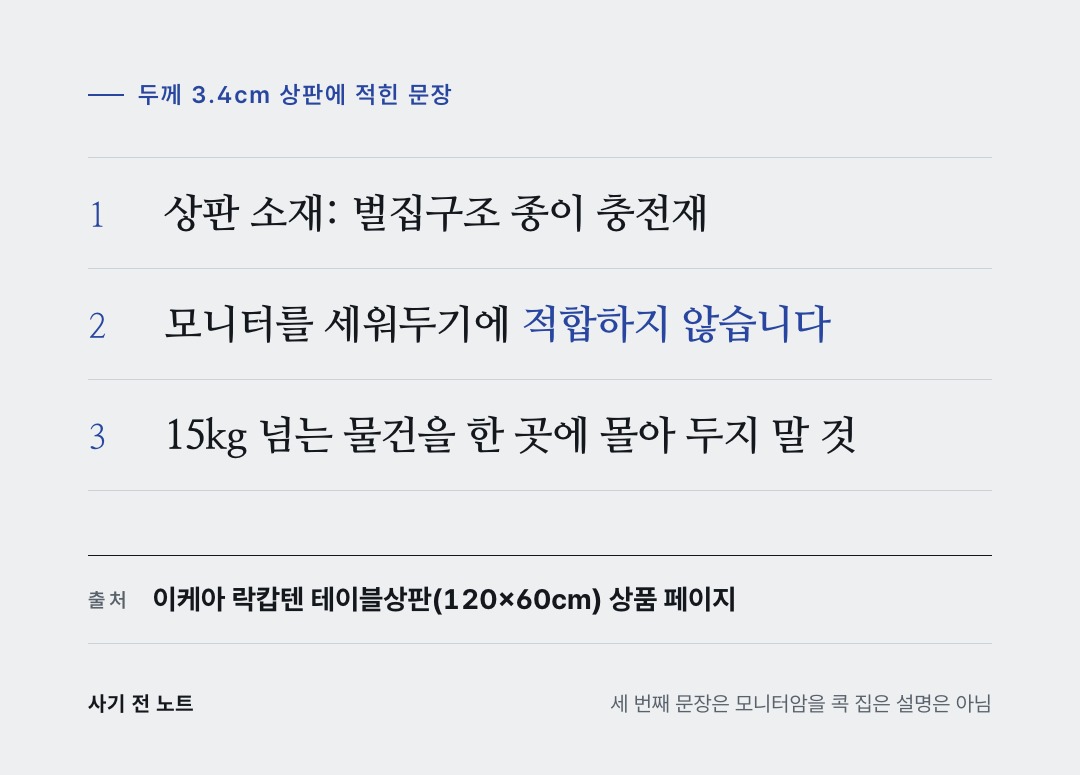 두께 3.4cm 상판에 적힌 문장
1 상판 소재: 벌집구조 종이 충전재
2 모니터를 세워두기에 적합하지 않습니다
3 15kg 넘는 물건을 한 곳에 몰아 두지 말 것
출처 이케아 락캅텐 테이블상판(120×60cm) 상품 페이지
사기 전 노트 세 번째 문장은 모니터암을 콕 집은 설명은 아님